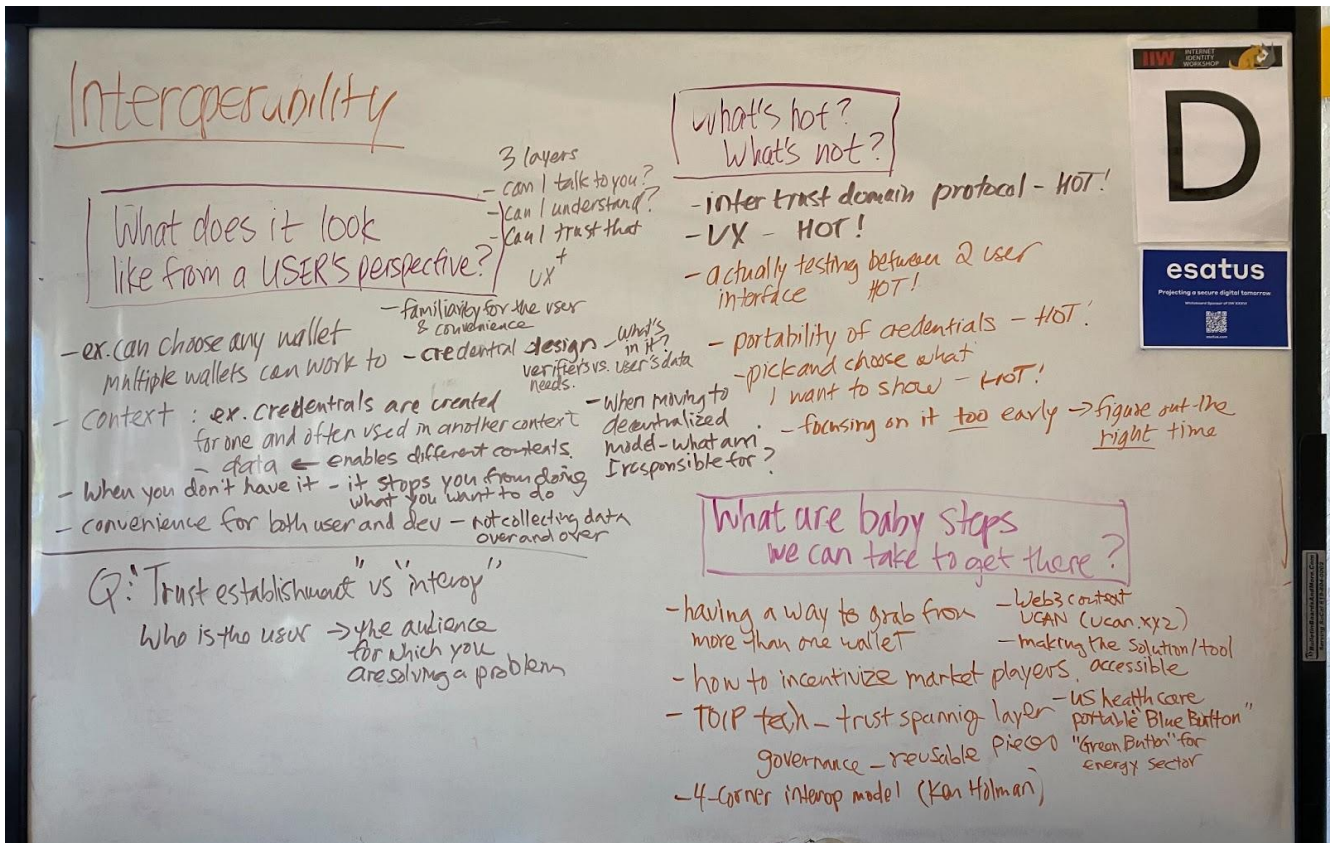 Interoperability
What does it look
like from a USER's perspective?
3 layers
- can I talk to you?
- can I understand?
- can I trust that
UX+
- familiarity for the user
& convenience
- ex. can choose any wallet
multiple wallets can work to
- credential design - what's
in it?
verifiers vs. user's data
needs.
- context : ex. credentials are created
for one and often used in another context
- data ← enables different contents.
- When moving to
decentralized
model - what am
I responsible for?
- When you don't have it - it stops you from doing
what you want to do
- convenience for both user and dev - not collecting data
over and over
Q: "Trust establishment" vs "interop"
Who is the user → the audience
for which you
are solving a problem
What's hot?
What's not?
- inter trust domain protocol - HOT!
- UX - HOT!
- actually testing between 2 user
interface HOT!
- portability of credentials - HOT!
- pick and choose what
I want to show - HOT!
- focusing on it too early → figure out the
right time
What are baby steps
we can take to get there?
- having a way to grab from
more than one wallet
- Web3 context
UCAN (ucan.xyz)
- making the solution/tool
accessible
- how to incentivize market players.
- TOIP tech - trust spannig layer
governance - reusable pieces
- US health care
portable "Blue Button"
"Green Button" for
energy sector
- 4-corner interop model (Ken Holman)
IIW INTERNET
IDENTITY
WORKSHOP
D
esatus
Projecting a secure digital tomorrow
esatus.com